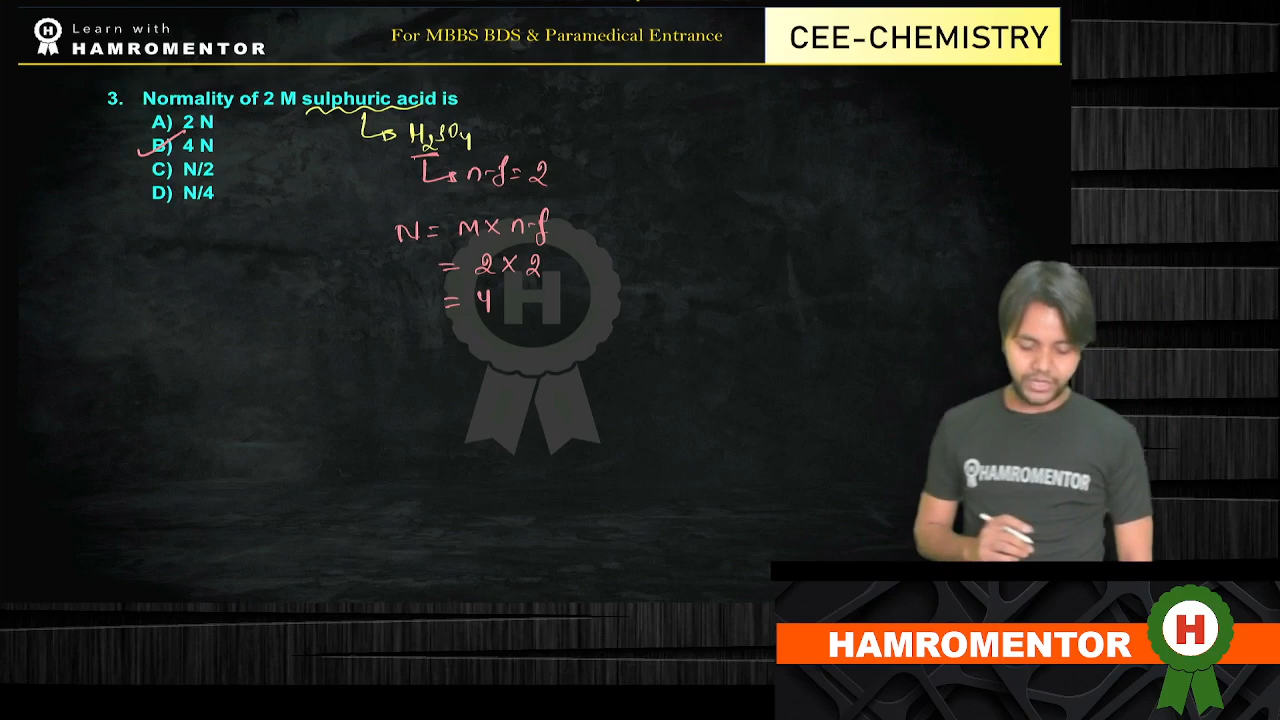 Learn with
HAMROMENTOR
For MBBS BDS & Paramedical Entrance
CEE-CHEMISTRY
3. Normality of 2 M sulphuric acid is
A) 2 N
B) 4 N
C) N/2
D) N/4
H2SO4
n-f = 2
N = M × n-f
= 2 × 2
= 4
H
HAMROMENTOR
HAMROMENTOR
H